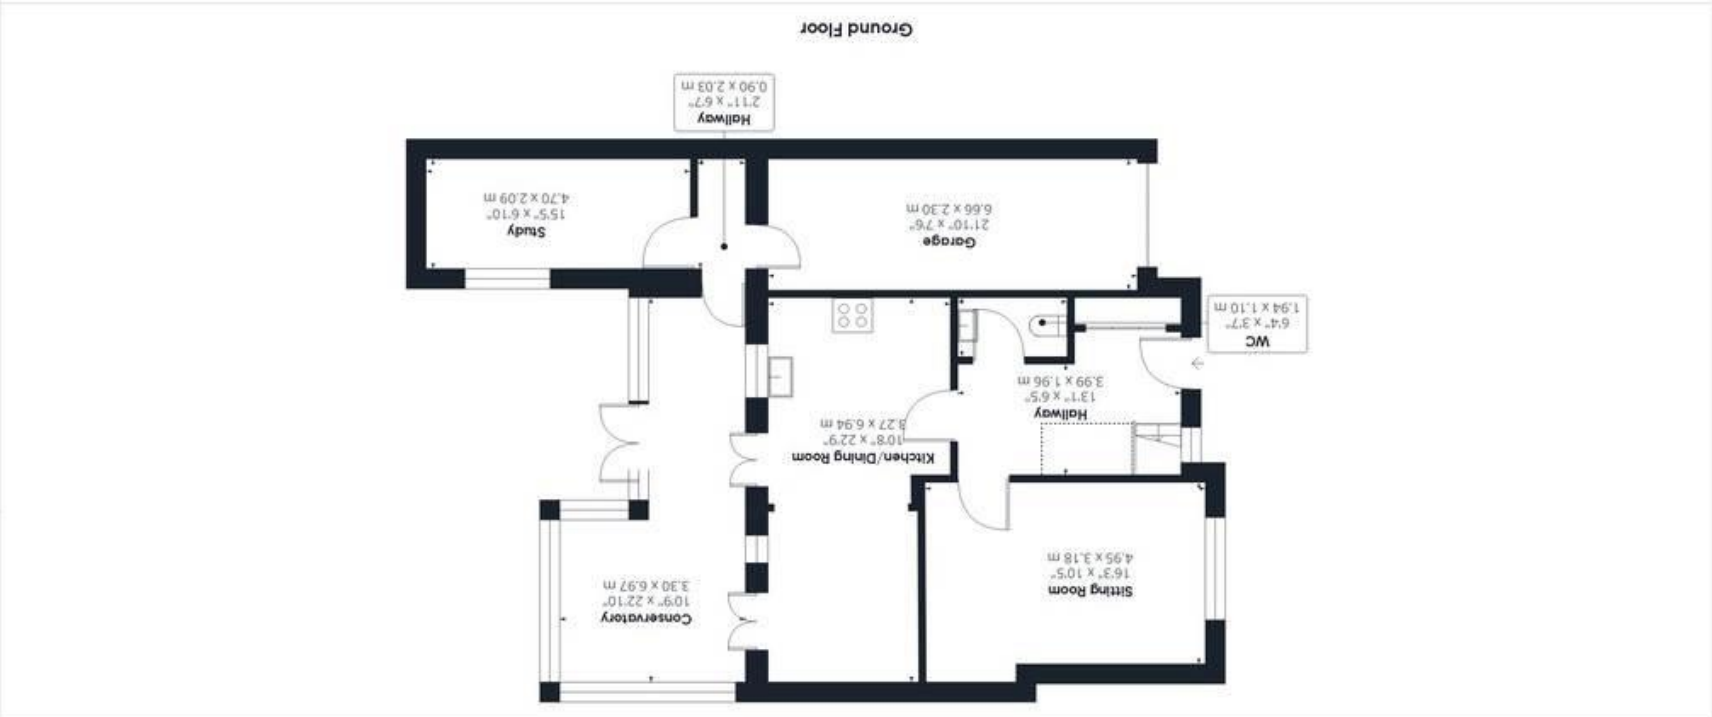 Sitting Room
16'3" x 10'5"
4.95 x 3.18 m
Conservatory
10'9" x 22'10"
3.30 x 6.97 m
Kitchen/Dining Room
10'8" x 22'9"
3.27 x 6.94 m
Hallway
13'1" x 6'5"
3.99 x 1.96 m
WC
6'4" x 3'7"
1.94 x 1.10 m
Garage
21'10" x 7'6"
6.66 x 2.30 m
Study
15'5" x 6'10"
4.70 x 2.09 m
Hallway
2'11" x 6'7"
0.90 x 2.03 m
Ground Floor